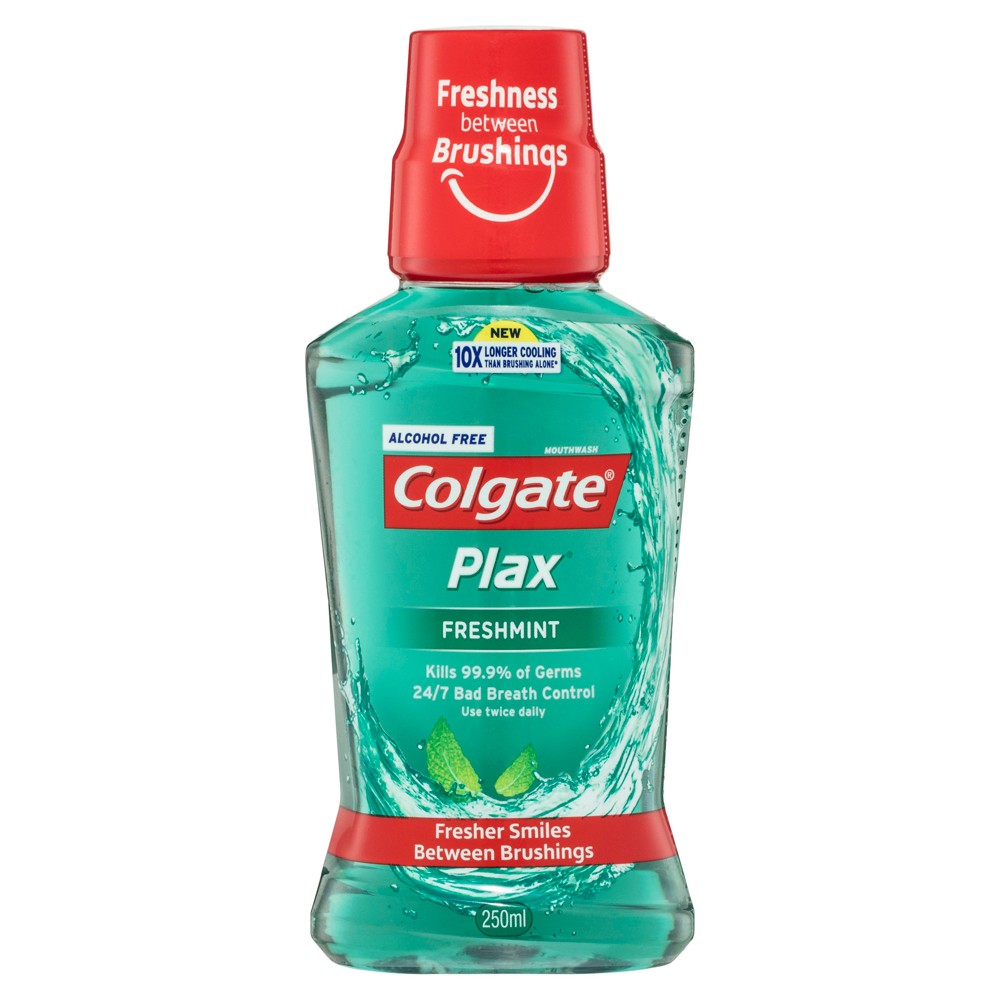 Freshness
between
Brushings
NEW
10X LONGER COOLING
THAN BRUSHING ALONE*
ALCOHOL FREE
MOUTHWASH
Colgate®
Plax®
FRESHMINT
Kills 99.9% of Germs
24/7 Bad Breath Control
Use twice daily
Fresher Smiles
Between Brushings
250ml